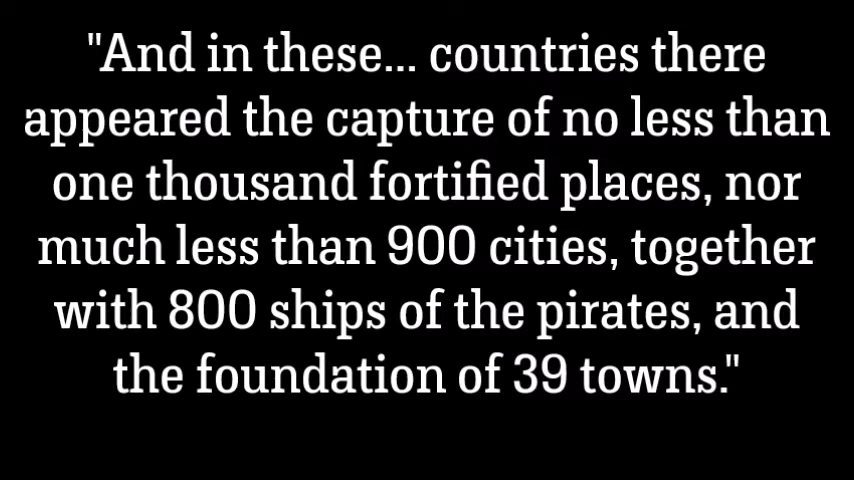 "And in these... countries there
appeared the capture of no less than
one thousand fortified places, nor
much less than 900 cities, together
with 800 ships of the pirates, and
the foundation of 39 towns."